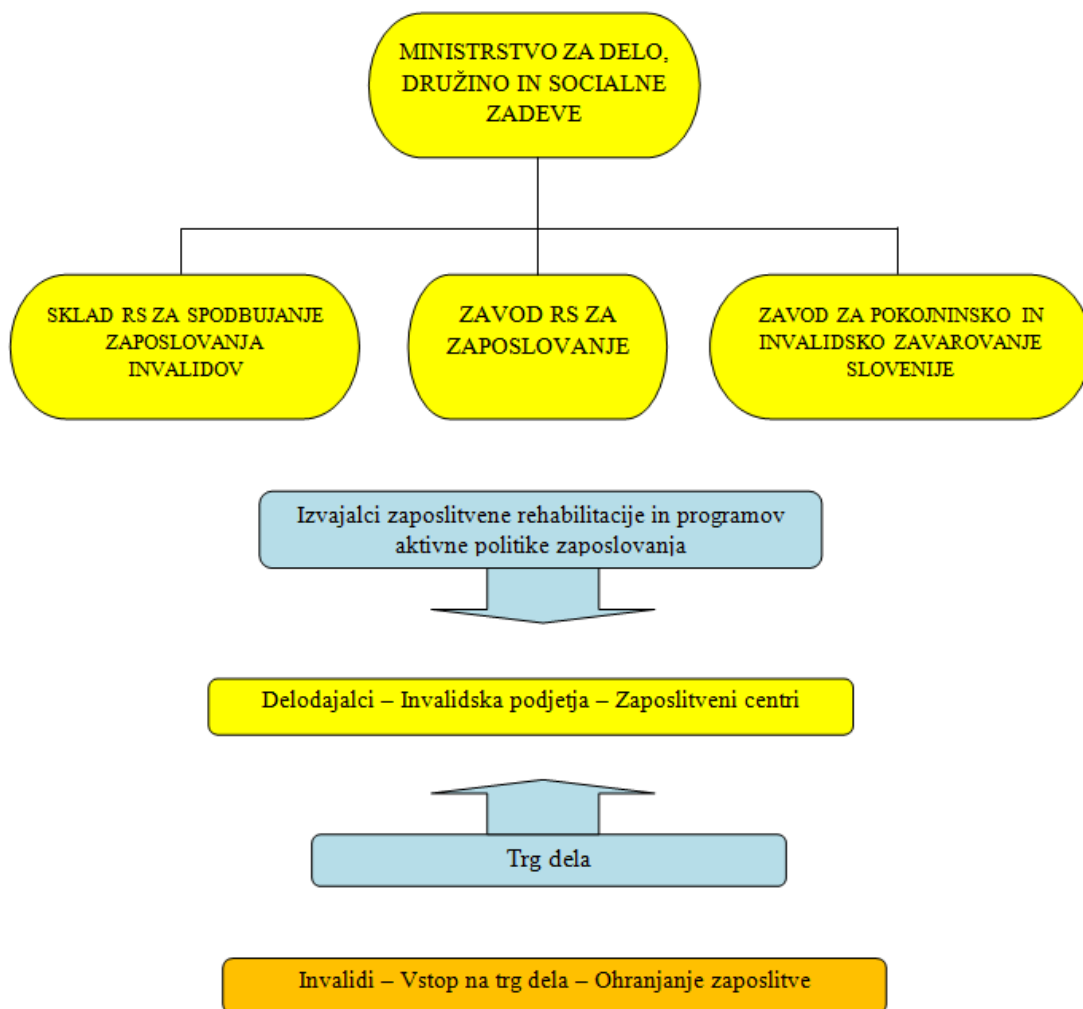 MINISTRSTVO ZA DELO,
DRUŽINO IN SOCIALNE
ZADEVE
SKLAD RS ZA SPODBUJANJE
ZAPOSLOVANJA
INVALIDOV
ZAVOD RS ZA
ZAPOSLOVANJE
ZAVOD ZA POKOJNINSKO IN
INVALIDSKO ZAVAROVANJE
SLOVENIJE
Izvajalci zaposlitvene rehabilitacije in programov
aktivne politike zaposlovanja
Delodajalci – Invalidska podjetja – Zaposlitveni centri
Trg dela
Invalidi – Vstop na trg dela – Ohranjanje zaposlitve